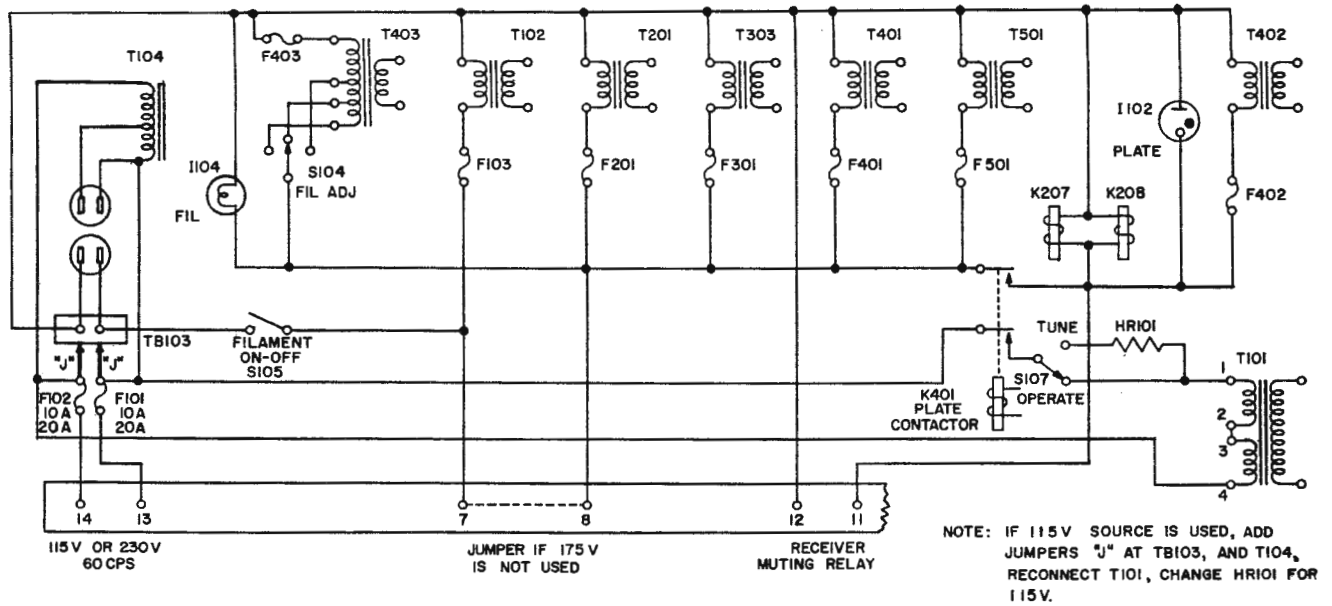 T104
F403
T403
T102
T201
T303
T401
T501
T402
I104
FIL
S104
FIL ADJ
F103
F201
F301
F401
F501
I102
PLATE
K207
K208
F402
TB103
"J"
"J"
FILAMENT
ON-OFF
S105
F102
10A
20A
F101
10A
20A
K401
PLATE
CONTACTOR
TUNE
HR101
S107
OPERATE
T101
1
2
3
4
14
13
7
8
12
11
115V OR 230V
60 CPS
JUMPER IF 175V
IS NOT USED
RECEIVER
MUTING RELAY
NOTE: IF 115V SOURCE IS USED, ADD
JUMPERS "J" AT TB103, AND T104,
RECONNECT T101, CHANGE HR101 FOR
115V.